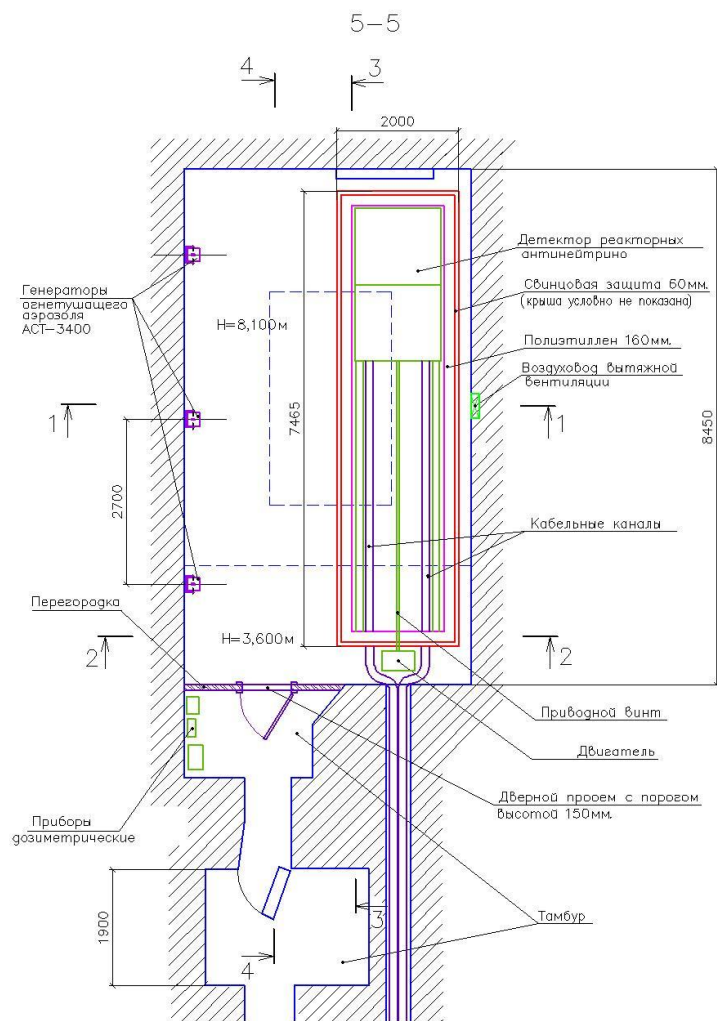 5-5
4
3
2000
Детектор реакторных
антинейтрино
Свинцовая защита 60мм.
(крыша условно не показана)
Генераторы
огнетушащего
аэрозоля
АСТ-3400
H=8,100м
Полиэтиллен 160мм.
Воздуховод вытяжной
вентиляции
1
1
7465
8450
2700
Кабельные каналы
Перегородка
2
H=3,600м
2
Приводной винт
Двигатель
Дверной проем с порогом
высотой 150мм.
Приборы
дозиметрические
1900
3
Тамбур
4